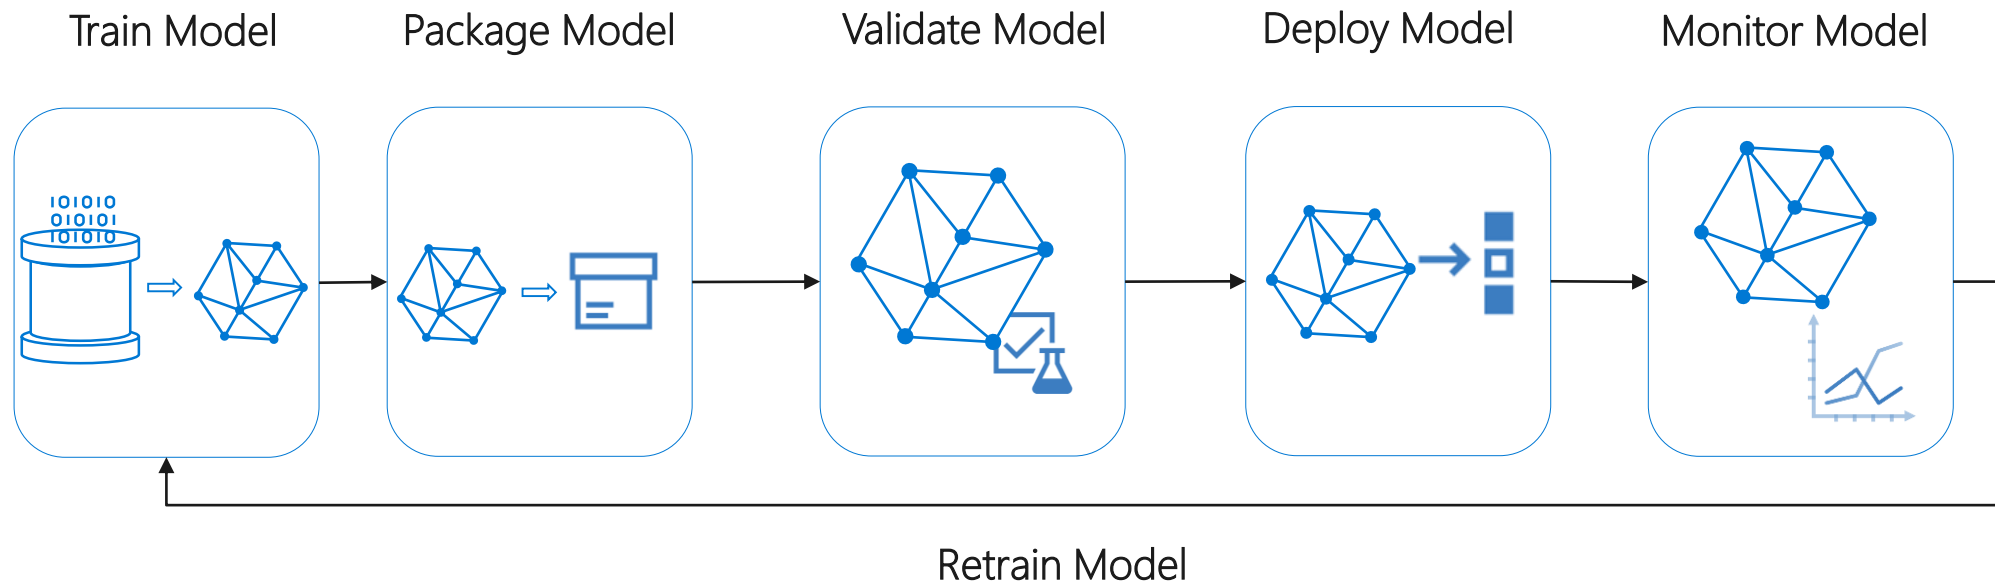 Train Model
Package Model
Validate Model
Deploy Model
Monitor Model
101010
010101
101010
Retrain Model